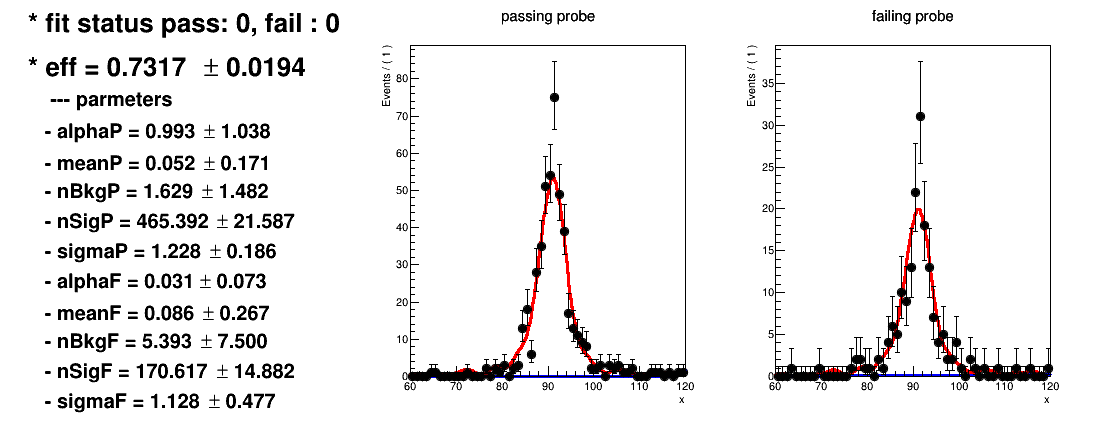 * fit status pass: 0, fail : 0
* eff = 0.7317 ± 0.0194
--- parmeters
- alphaP = 0.993 ± 1.038
- meanP = 0.052 ± 0.171
- nBkgP = 1.629 ± 1.482
- nSigP = 465.392 ± 21.587
- sigmaP = 1.228 ± 0.186
- alphaF = 0.031 ± 0.073
- meanF = 0.086 ± 0.267
- nBkgF = 5.393 ± 7.500
- nSigF = 170.617 ± 14.882
- sigmaF = 1.128 ± 0.477
passing probe
Events / ( 1 )
80
70
60
50
40
30
20
10
0
60 70 80 90 100 110 120
x
failing probe
Events / ( 1 )
35
30
25
20
15
10
5
0
60 70 80 90 100 110 120
x